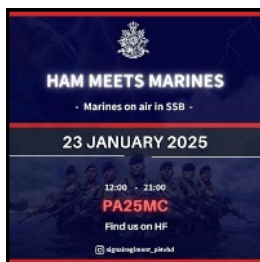 HAM MEETS MARINES
- Marines on air in SSB -
23 JANUARY 2025
12:00 - 21:00
PA25MC
Find us on HF